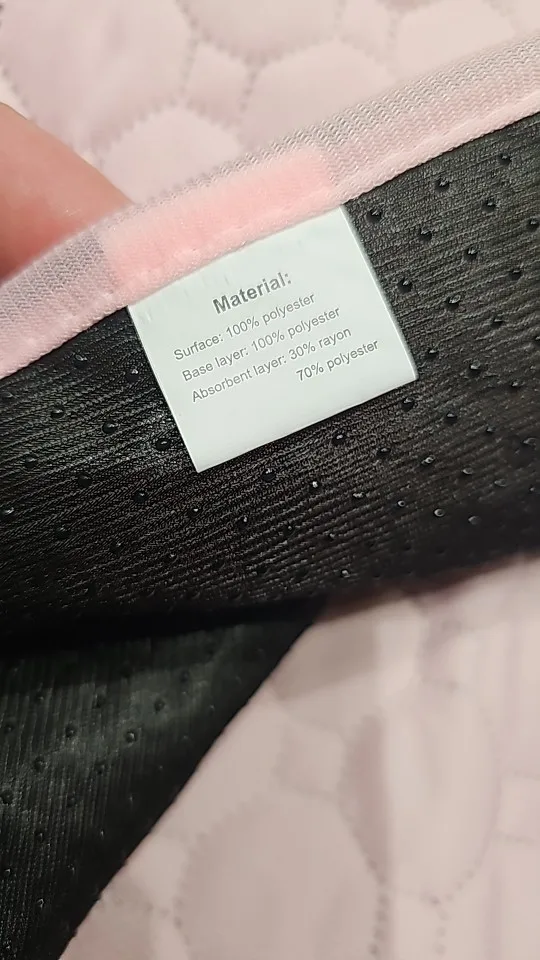 Material:
Surface: 100% polyester
Base layer: 100% polyester
Absorbent layer: 30% rayon
70% polyester